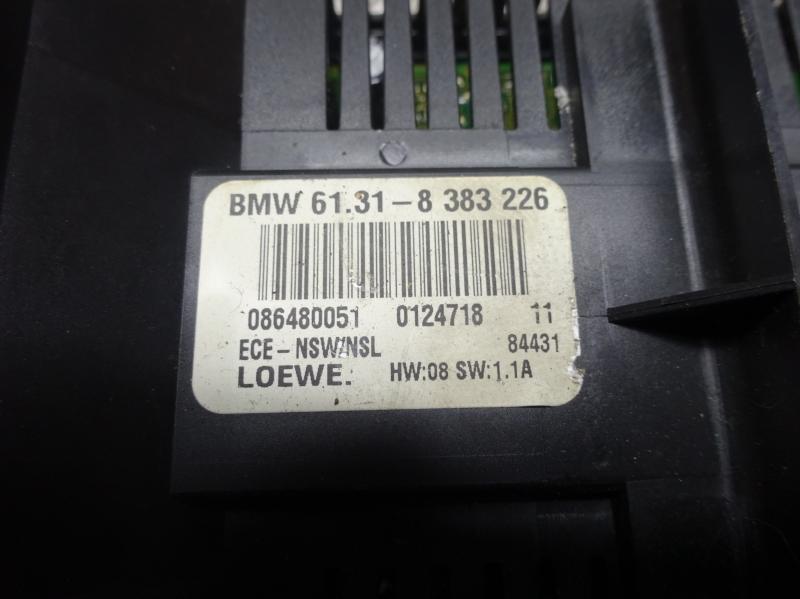 BMW 61.31-8 383 226
086480051 0124718 11
ECE-NSW/NSL 84431
LOEWE. HW:08 SW:1.1A